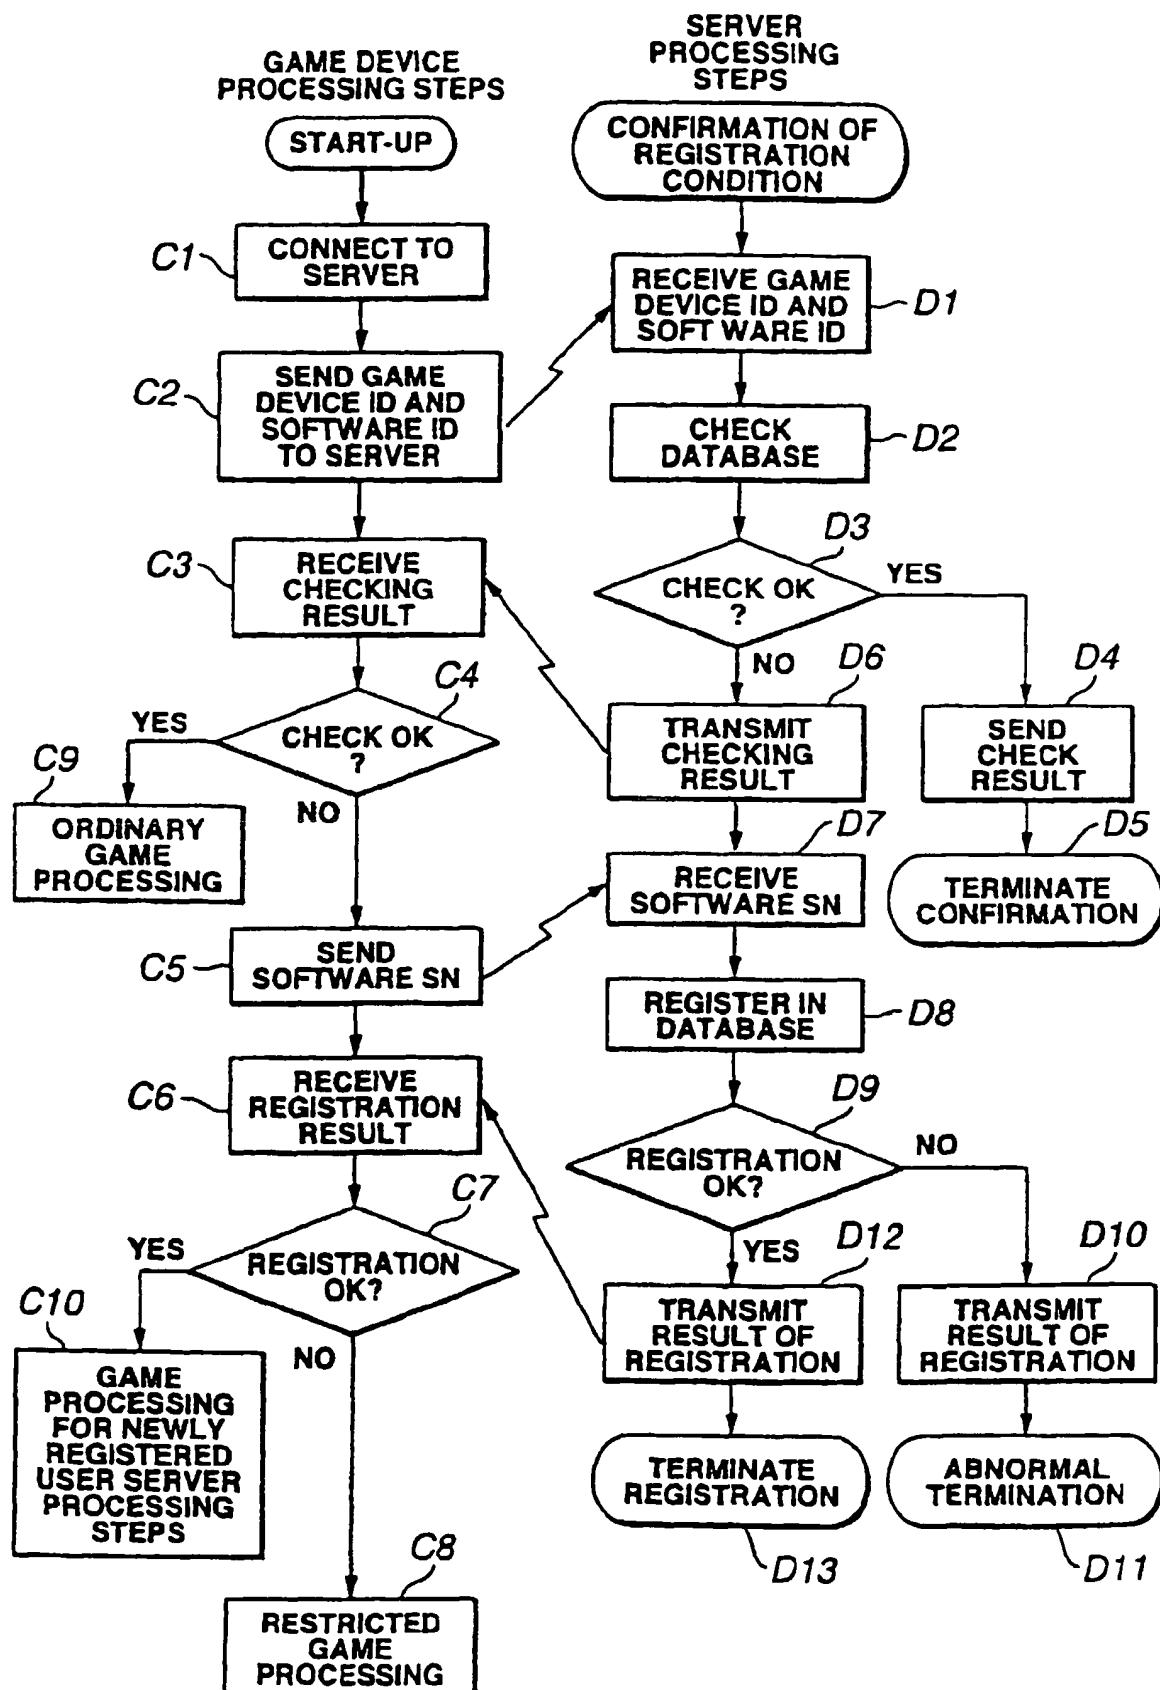 GAME DEVICE
PROCESSING STEPS
START-UP
C1
CONNECT TO
SERVER
C2
SEND GAME
DEVICE ID AND
SOFTWARE ID
TO SERVER
C3
RECEIVE
CHECKING
RESULT
C4
CHECK OK
?
YES
NO
C9
ORDINARY
GAME
PROCESSING
C5
SEND
SOFTWARE SN
C6
RECEIVE
REGISTRATION
RESULT
C7
REGISTRATION
OK?
YES
NO
C10
GAME
PROCESSING
FOR NEWLY
REGISTERED
USER SERVER
PROCESSING
STEPS
C8
RESTRICTED
GAME
PROCESSING
SERVER
PROCESSING
STEPS
CONFIRMATION OF
REGISTRATION
CONDITION
RECEIVE GAME
DEVICE ID AND
SOFT WARE ID
D1
CHECK
DATABASE
D2
D3
CHECK OK
?
YES
NO
D6
TRANSMIT
CHECKING
RESULT
D4
SEND
CHECK
RESULT
D5
TERMINATE
CONFIRMATION
D7
RECEIVE
SOFTWARE SN
REGISTER IN
DATABASE
D8
D9
REGISTRATION
OK?
NO
YES
D12
TRANSMIT
RESULT OF
REGISTRATION
D10
TRANSMIT
RESULT OF
REGISTRATION
TERMINATE
REGISTRATION
D13
ABNORMAL
TERMINATION
D11